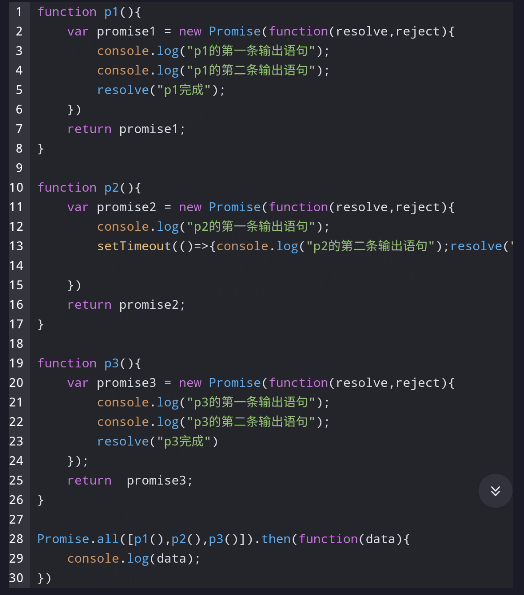 1 function p1(){
2     var promise1 = new Promise(function(resolve,reject){
3         console.log("p1的第一条输出语句");
4         console.log("p1的第二条输出语句");
5         resolve("p1完成");
6     })
7     return promise1;
8 }
9
10 function p2(){
11     var promise2 = new Promise(function(resolve,reject){
12         console.log("p2的第一条输出语句");
13         setTimeout(()=>{console.log("p2的第二条输出语句");resolve("
14
15     })
16     return promise2;
17 }
18
19 function p3(){
20     var promise3 = new Promise(function(resolve,reject){
21         console.log("p3的第一条输出语句");
22         console.log("p3的第二条输出语句");
23         resolve("p3完成")
24     });
25     return  promise3;
26 }
27
28 Promise.all([p1(),p2(),p3()]).then(function(data){
29     console.log(data);
30 })